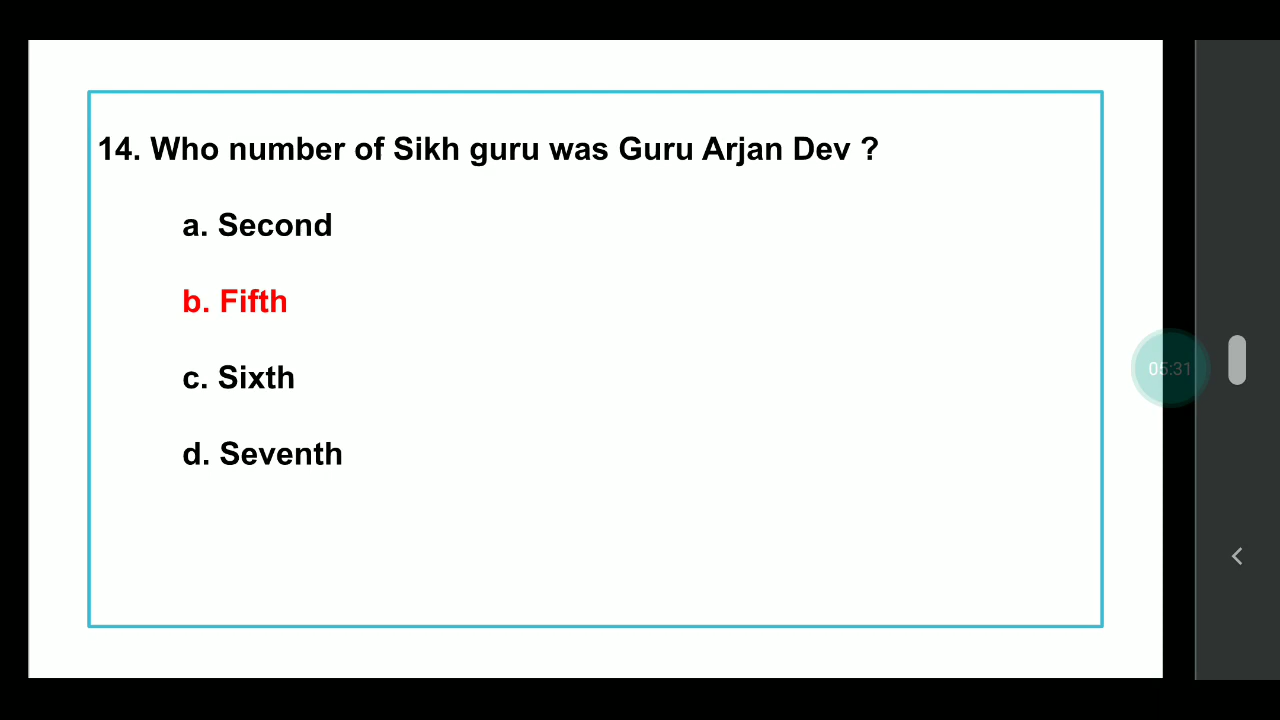 14. Who number of Sikh guru was Guru Arjan Dev ?
a. Second
b. Fifth
c. Sixth
d. Seventh
05:31